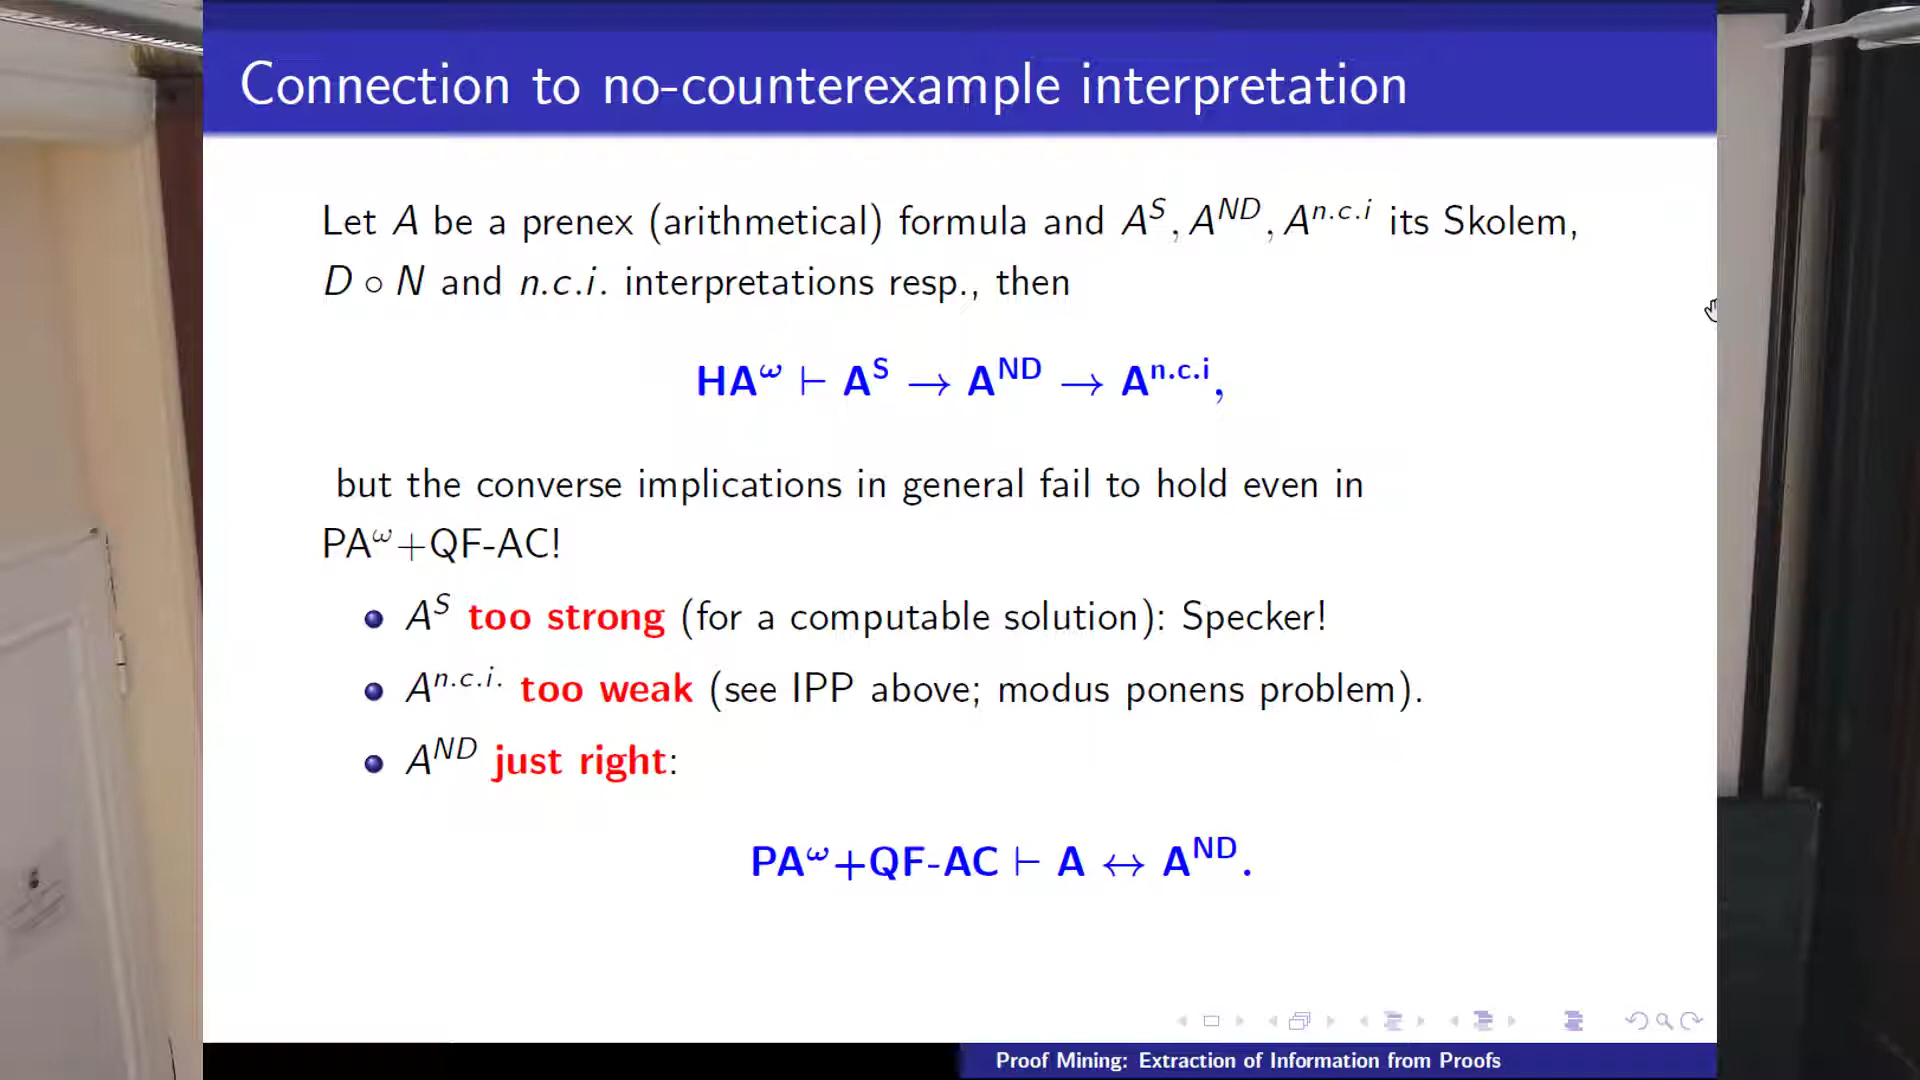 Connection to no-counterexample interpretation
Let A be a prenex (arithmetical) formula and A^S, A^ND, A^n.c.i its Skolem,
D ∘ N and n.c.i. interpretations resp., then
HA^ω ⊢ A^S → A^ND → A^n.c.i,
but the converse implications in general fail to hold even in
PA^ω+QF-AC!
A^S too strong (for a computable solution): Specker!
A^n.c.i. too weak (see IPP above; modus ponens problem).
A^ND just right:
PA^ω+QF-AC ⊢ A ↔ A^ND.
Proof Mining: Extraction of Information from Proofs